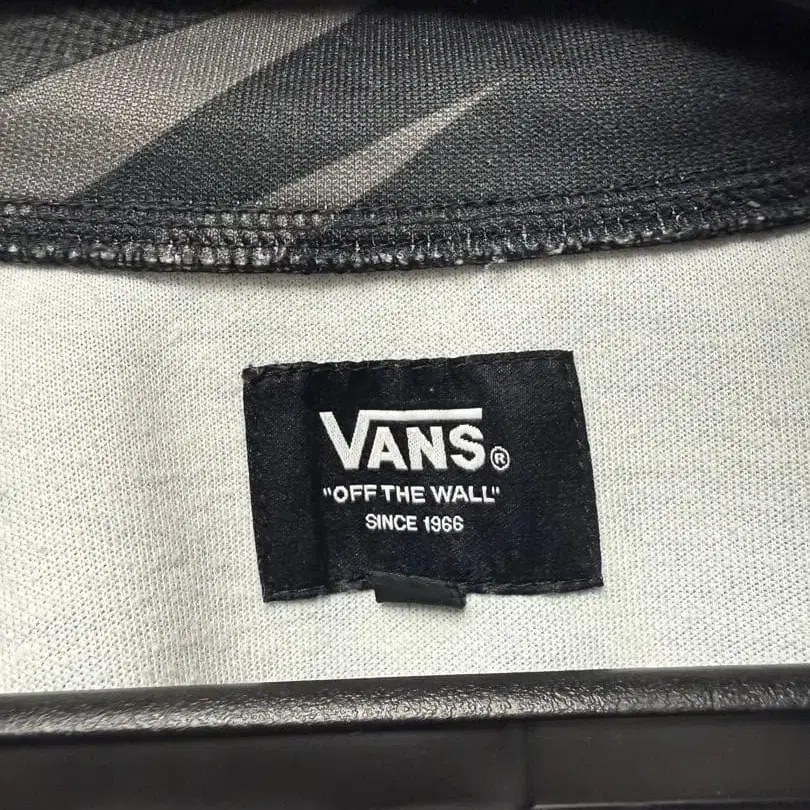 VANS®
"OFF THE WALL"
SINCE 1966